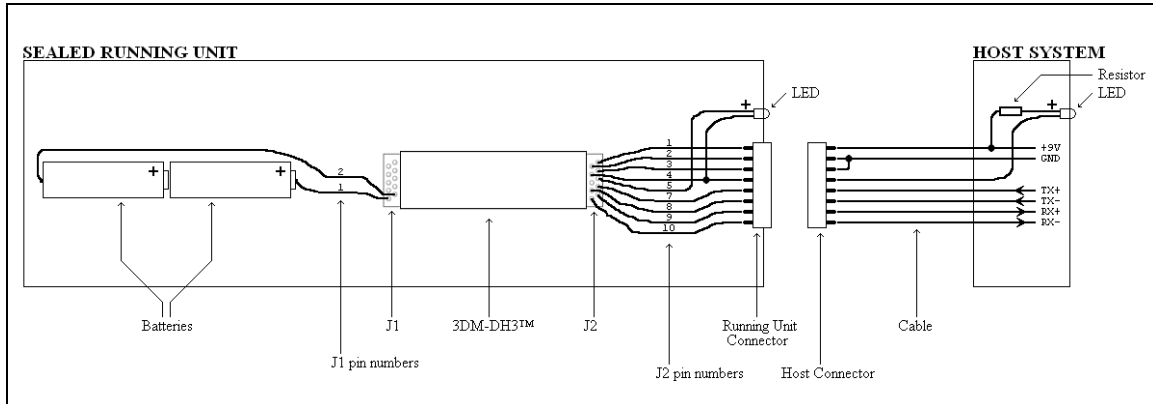 SEALED RUNNING UNIT
HOST SYSTEM
Resistor
LED
LED
+
+
+
+
1
2
3
4
5
7
8
9
10
2
1
+9V
GND
TX+
TX-
RX+
RX-
Batteries
J1
3DM-DH3™
J2
Running Unit
Connector
Cable
J1 pin numbers
J2 pin numbers
Host Connector